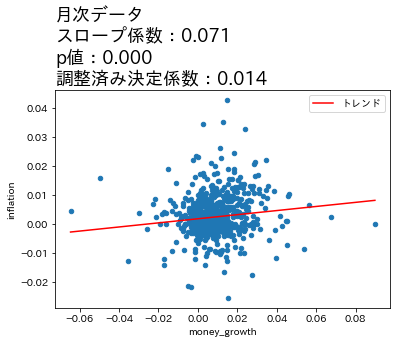 月次データ
スロープ係数：0.071
p値：0.000
調整済み決定係数：0.014
トレンド
0.04
0.03
0.02
0.01
0.00
−0.01
−0.02
inflation
−0.06
−0.04
−0.02
0.00
0.02
0.04
0.06
0.08
money_growth